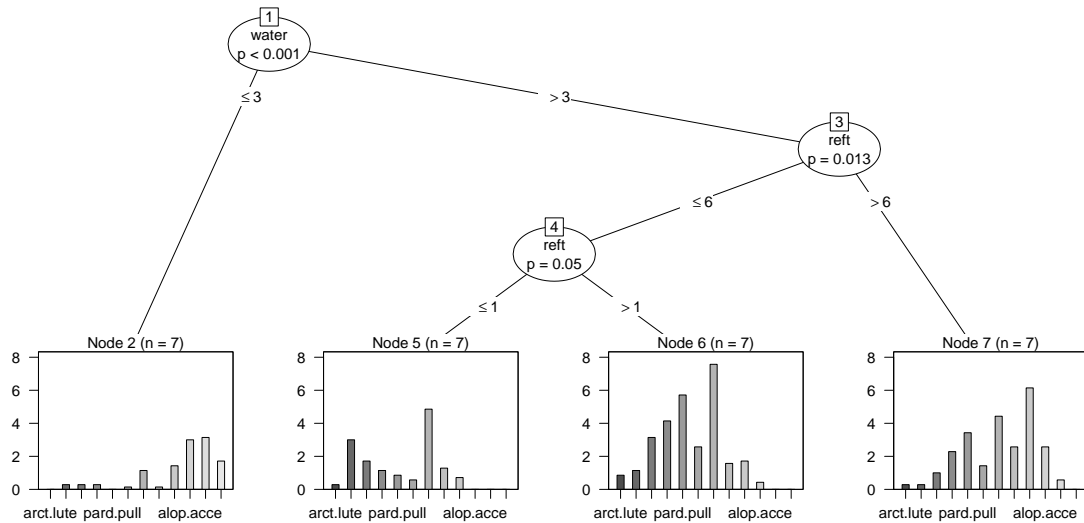 1
water
p < 0.001
≤ 3
> 3
3
reft
p = 0.013
≤ 6
> 6
4
reft
p = 0.05
≤ 1
> 1
Node 2 (n = 7)
8
6
4
2
0
arct.lute pard.pull alop.acce
Node 5 (n = 7)
8
6
4
2
0
arct.lute pard.pull alop.acce
Node 6 (n = 7)
8
6
4
2
0
arct.lute pard.pull alop.acce
Node 7 (n = 7)
8
6
4
2
0
arct.lute pard.pull alop.acce